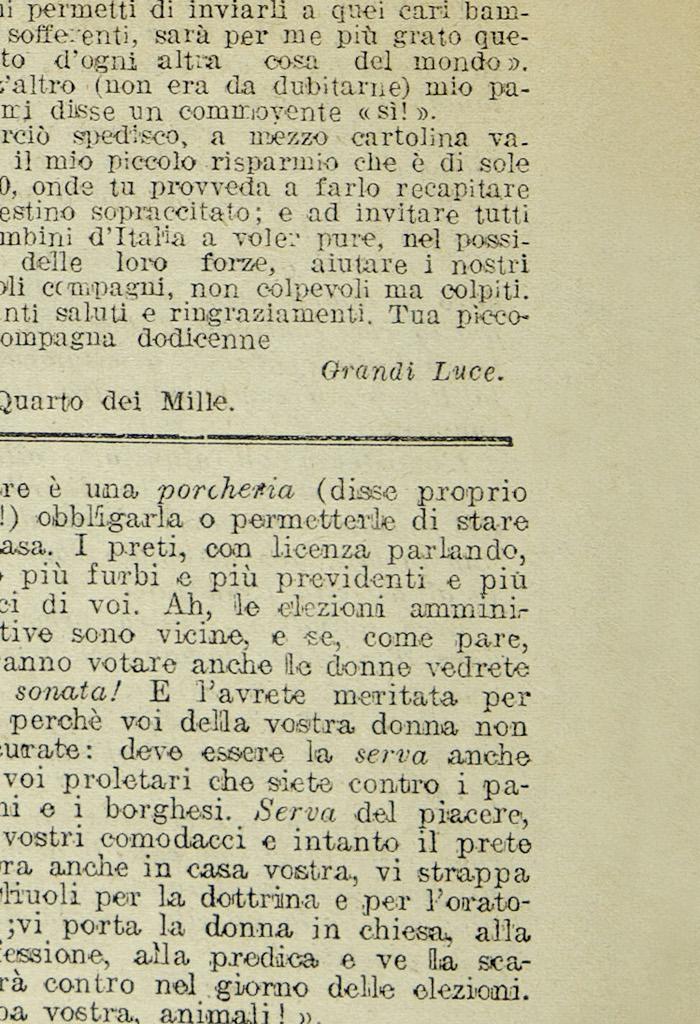 ni permetti di inviarli a quei cari bam-
sofferenti, sarà per me più grato que-
to d'ogni altra cosa del mondo».
'altro (non era da dubitarne) mio pa-
mi disse un commovente «sì!».
rciò spedisco, a mezzo cartolina va-
il mio piccolo risparmio che è di sole
0, onde tu provveda a farlo recapitare
estino sopraccitato; e ad invitare tutti
mbini d'Italia a voler pure, nel possi-
delle loro forze, aiutare i nostri
oli compagni, non colpevoli ma colpiti.
nti saluti e ringraziamenti. Tua picco-
ompagna dodicenne
Grandi Luce.
Quarto dei Mille.
re è una porcheria (disse proprio
!) obbligarla o permetterle di stare
asa. I preti, con licenza parlando,
più furbi e più previdenti e più
ci di voi. Ah, le elezioni ammini-
tive sono vicine, e se, come pare,
anno votare anche le donne vedrete
sonata! E l'avrete meritata per
perchè voi della vostra donna non
curate: deve essere la serva anche
voi proletari che siete contro i pa-
ni e i borghesi. Serva del piacere,
vostri comodacci e intanto il prete
ra anche in casa vostra, vi strappa
gliuoli per la dottrina e per l'orato-
;vi porta la donna in chiesa, alla
fessione, alla predica e ve la sca-
rà contro nel giorno delle elezioni.
pa vostra, animali!».